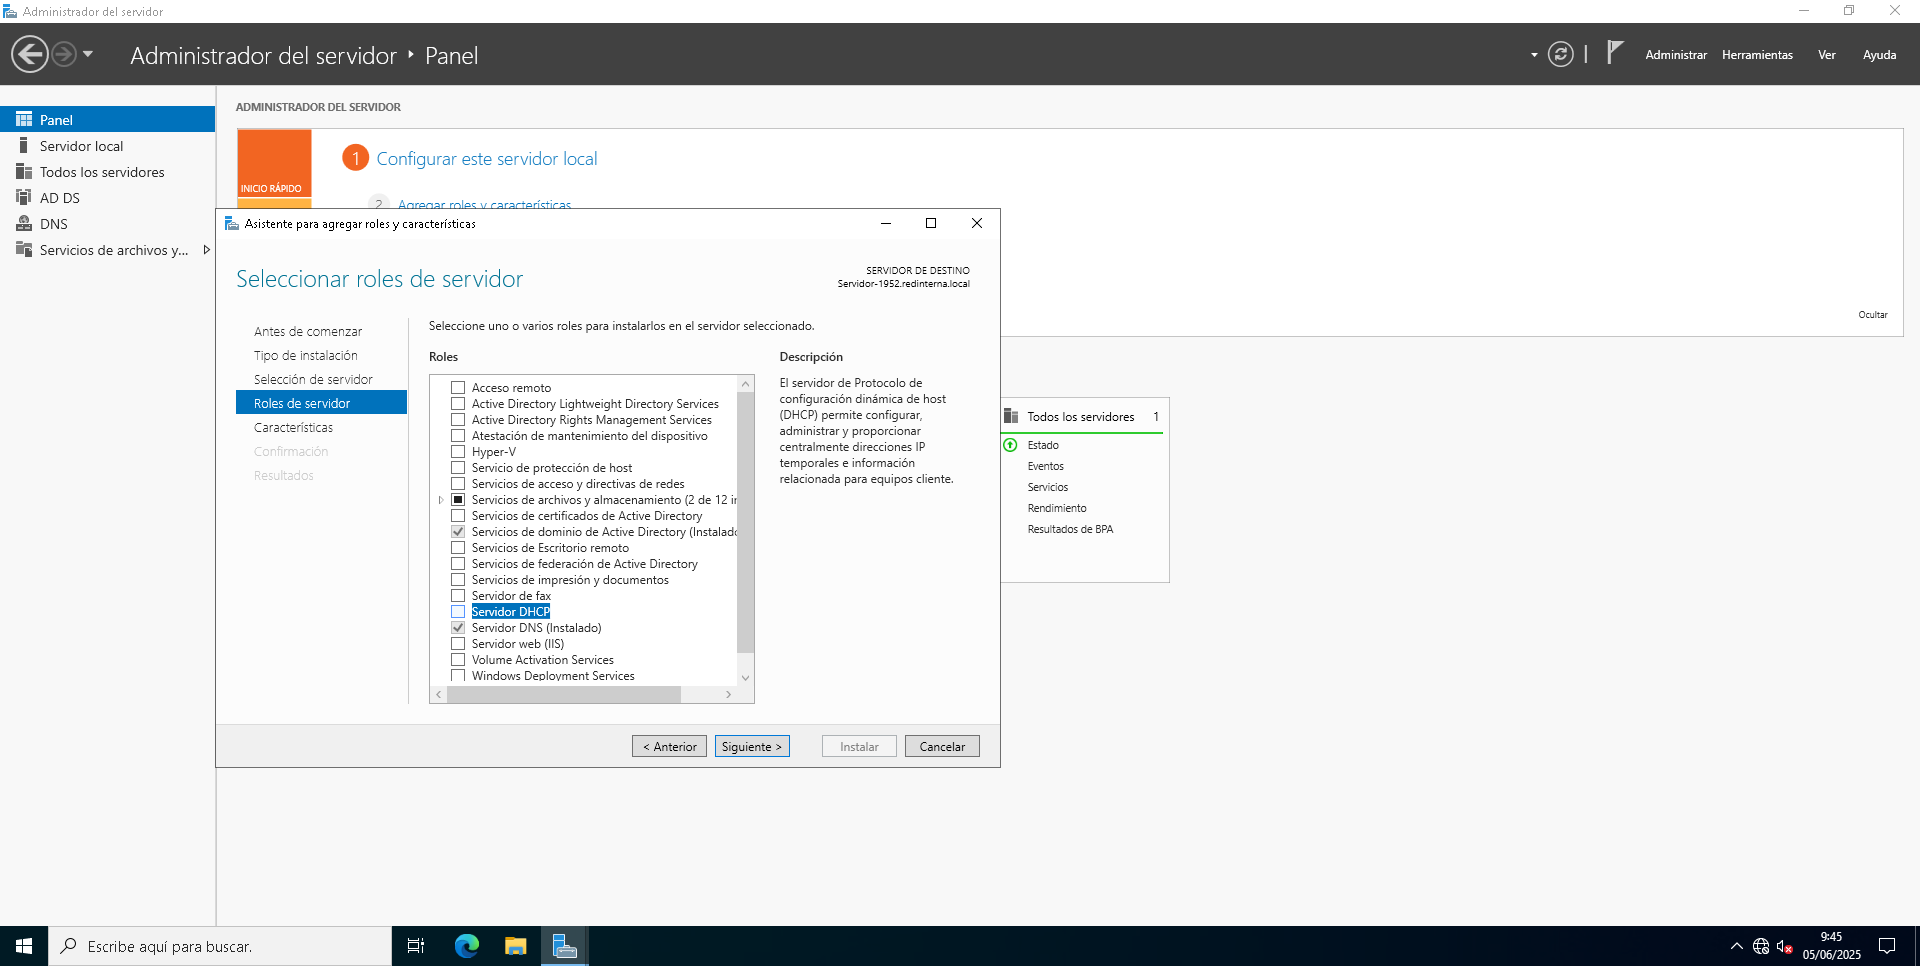 Administrador del servidor
Administrador del servidor ‣ Panel
Administrar Herramientas Ver Ayuda
Panel
Servidor local
Todos los servidores
AD DS
DNS
Servicios de archivos y...
ADMINISTRADOR DEL SERVIDOR
INICIO RÁPIDO
1 Configurar este servidor local
2 Agregar roles y características
Ocultar
Asistente para agregar roles y características
Seleccionar roles de servidor
SERVIDOR DE DESTINO
Servidor-1952.redinterna.local
Antes de comenzar
Tipo de instalación
Selección de servidor
Roles de servidor
Características
Confirmación
Resultados
Seleccione uno o varios roles para instalarlos en el servidor seleccionado.
Roles
Acceso remoto
Active Directory Lightweight Directory Services
Active Directory Rights Management Services
Atestación de mantenimiento del dispositivo
Hyper-V
Servicio de protección de host
Servicios de acceso y directivas de redes
Servicios de archivos y almacenamiento (2 de 12 in
Servicios de certificados de Active Directory
Servicios de dominio de Active Directory (Instalado
Servicios de Escritorio remoto
Servicios de federación de Active Directory
Servicios de impresión y documentos
Servidor de fax
Servidor DHCP
Servidor DNS (Instalado)
Servidor web (IIS)
Volume Activation Services
Windows Deployment Services
Descripción
El servidor de Protocolo de
configuración dinámica de host
(DHCP) permite configurar,
administrar y proporcionar
centralmente direcciones IP
temporales e información
relacionada para equipos cliente.
< Anterior Siguiente > Instalar Cancelar
Todos los servidores 1
Estado
Eventos
Servicios
Rendimiento
Resultados de BPA
Escribe aquí para buscar.
9:45
05/06/2025